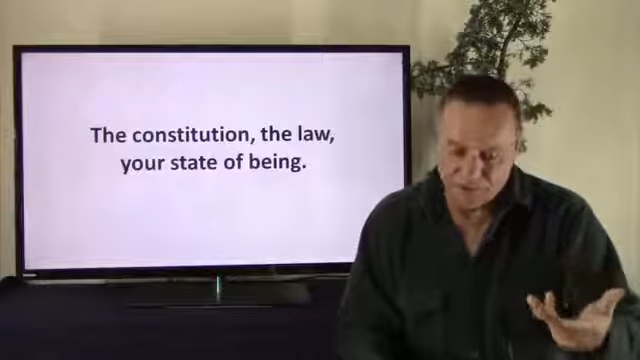 The constitution, the law,
your state of being.